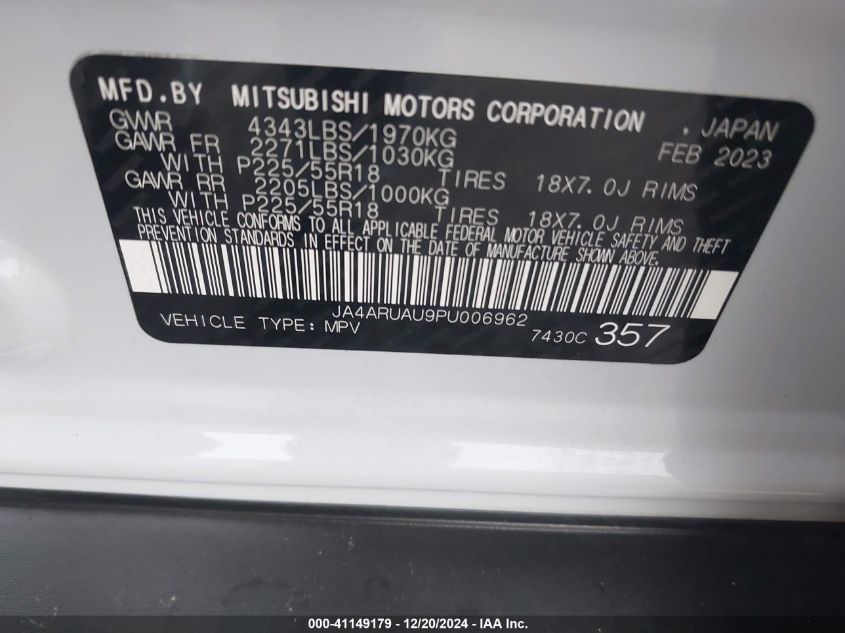 MFD.BY MITSUBISHI MOTORS CORPORATION , JAPAN
GVWR 4343LBS/1970KG FEB 2023
GAWR FR 2271LBS/1030KG
WITH P225/55R18 TIRES 18X7.0J RIMS
GAWR RR 2205LBS/1000KG
WITH P225/55R18 TIRES 18X7.0J RIMS
THIS VEHICLE CONFORMS TO ALL APPLICABLE FEDERAL MOTOR VEHICLE SAFETY AND THEFT
PREVENTION STANDARDS IN EFFECT ON THE DATE OF MANUFACTURE SHOWN ABOVE.
JA4ARUAU9PU006962
VEHICLE TYPE: MPV 7430C 357
000-41149179 - 12/20/2024 - IAA Inc.